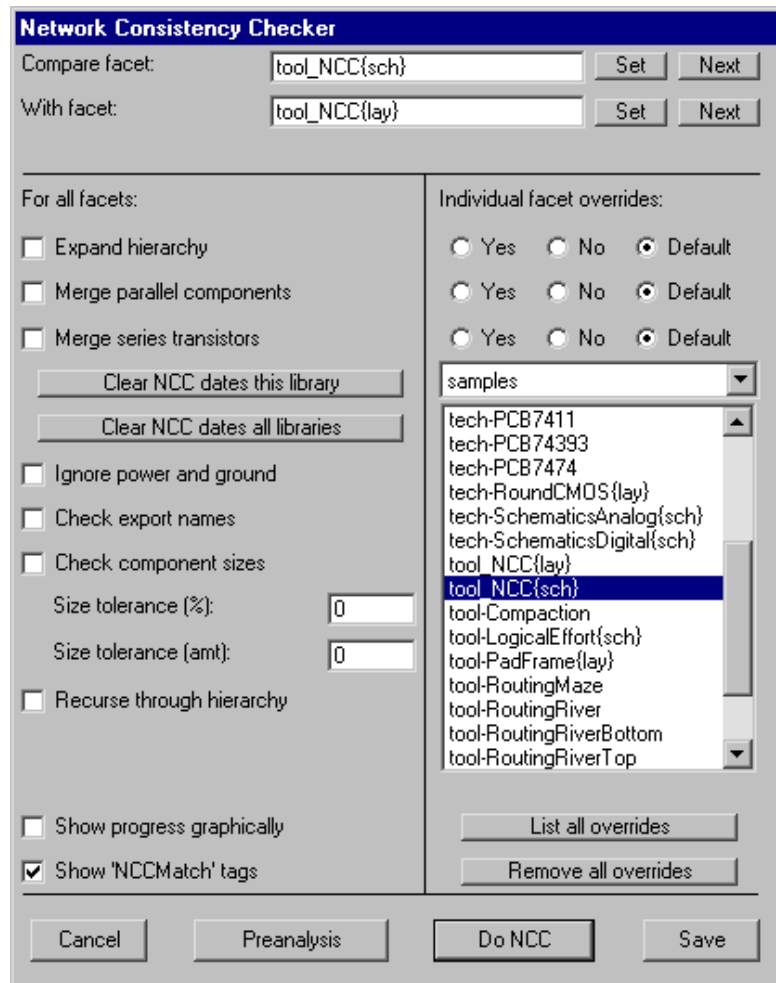 Network Consistency Checker
Compare facet: tool_NCC{sch} Set Next
With facet: tool_NCC{lay} Set Next
For all facets: Individual facet overrides:
Expand hierarchy Yes No Default
Merge parallel components Yes No Default
Merge series transistors Yes No Default
Clear NCC dates this library samples
Clear NCC dates all libraries
Ignore power and ground
Check export names
Check component sizes
Size tolerance (%): 0
Size tolerance (amt): 0
Recurse through hierarchy
tech-PCB7411
tech-PCB74393
tech-PCB7474
tech-RoundCMOS{lay}
tech-SchematicsAnalog{sch}
tech-SchematicsDigital{sch}
tool_NCC{lay}
tool_NCC{sch}
tool-Compaction
tool-LogicalEffort{sch}
tool-PadFrame{lay}
tool-RoutingMaze
tool-RoutingRiver
tool-RoutingRiverBottom
tool-RoutingRiverTop
Show progress graphically List all overrides
Show 'NCCMatch' tags Remove all overrides
Cancel Preanalysis Do NCC Save